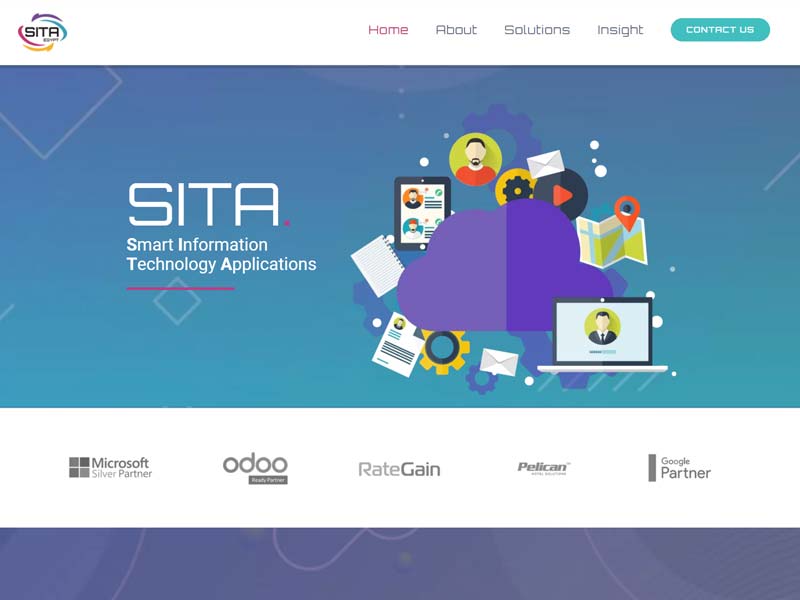 SITA
EGYPT
Home
About
Solutions
Insight
CONTACT US
SITA.
Smart Information
Technology Applications
Microsoft
Silver Partner
odoo
Ready Partner
RateGain
Pelican™
HOTEL SOLUTIONS
Google
Partner